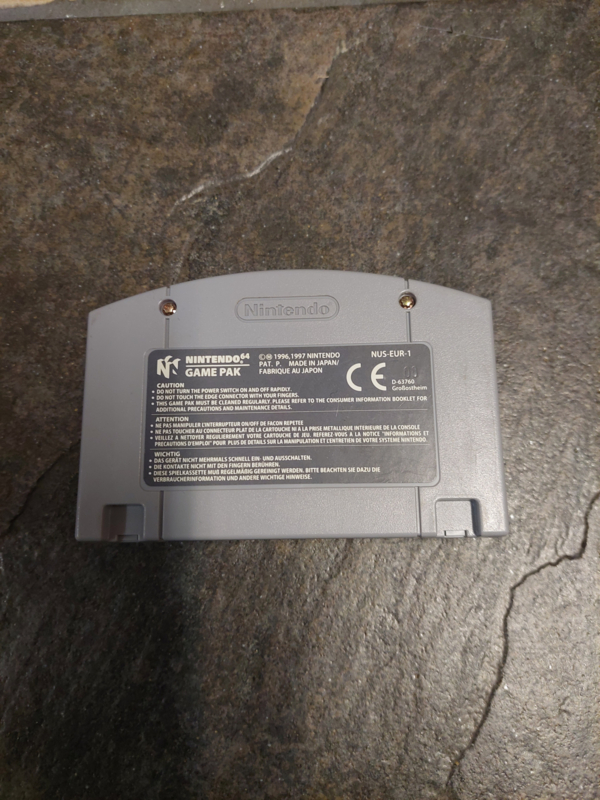 Nintendo
NINTENDO 64
GAME PAK
©Ⓜ1996,1997 NINTENDO
PAT. P. MADE IN JAPAN/
FABRIQUE AU JAPON
NUS-EUR-1
CE
D-63760
Großostheim
CAUTION
• DO NOT TURN THE POWER SWITCH ON AND OFF RAPIDLY.
• DO NOT TOUCH THE EDGE CONNECTOR WITH YOUR FINGERS.
• THIS GAME PAK MUST BE CLEANED REGULARLY. PLEASE REFER TO THE CONSUMER INFORMATION BOOKLET FOR
ADDITIONAL PRECAUTIONS AND MAINTENANCE DETAILS.
ATTENTION
• NE PAS MANIPULER L'INTERRUPTEUR ON/OFF DE FACON REPETEE
• NE PAS TOUCHER AU CONNECTEUR PLAT DE LA CARTOUCHE NI A LA PRISE METALLIQUE INTERIEURE DE LA CONSOLE
• VEILLEZ A NETTOYER REGULIEREMENT VOTRE CARTOUCHE DE JEU. REFEREZ-VOUS A LA NOTICE "INFORMATIONS ET
PRECAUTIONS D'EMPLOI" POUR PLUS DE DETAILS SUR LA MANIPULATION ET L'ENTRETIEN DE VOTRE SYSTEME NINTENDO.
WICHTIG
• DAS GERÄT NICHT MEHRMALS SCHNELL EIN- UND AUSSCHALTEN.
• DIE KONTAKTE NICHT MIT DEN FINGERN BERÜHREN.
• DIESE SPIELKASSETTE MUß REGELMÄßIG GEREINIGT WERDEN. BITTE BEACHTEN SIE DAZU DIE
VERBRAUCHERINFORMATION UND ANDERE WICHTIGE HINWEISE.